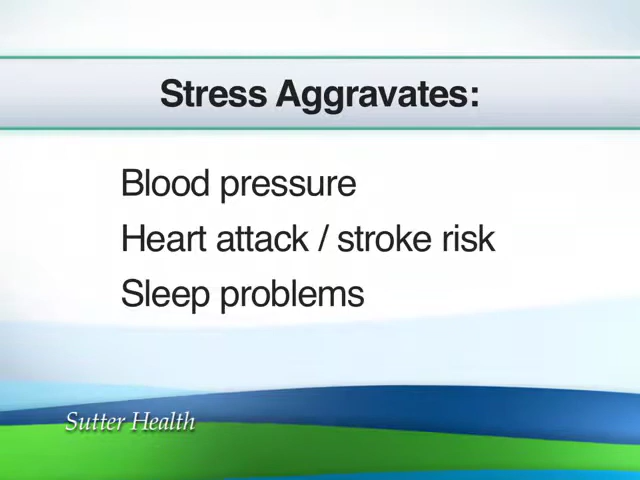 Stress Aggravates:
Blood pressure
Heart attack / stroke risk
Sleep problems
Sutter Health